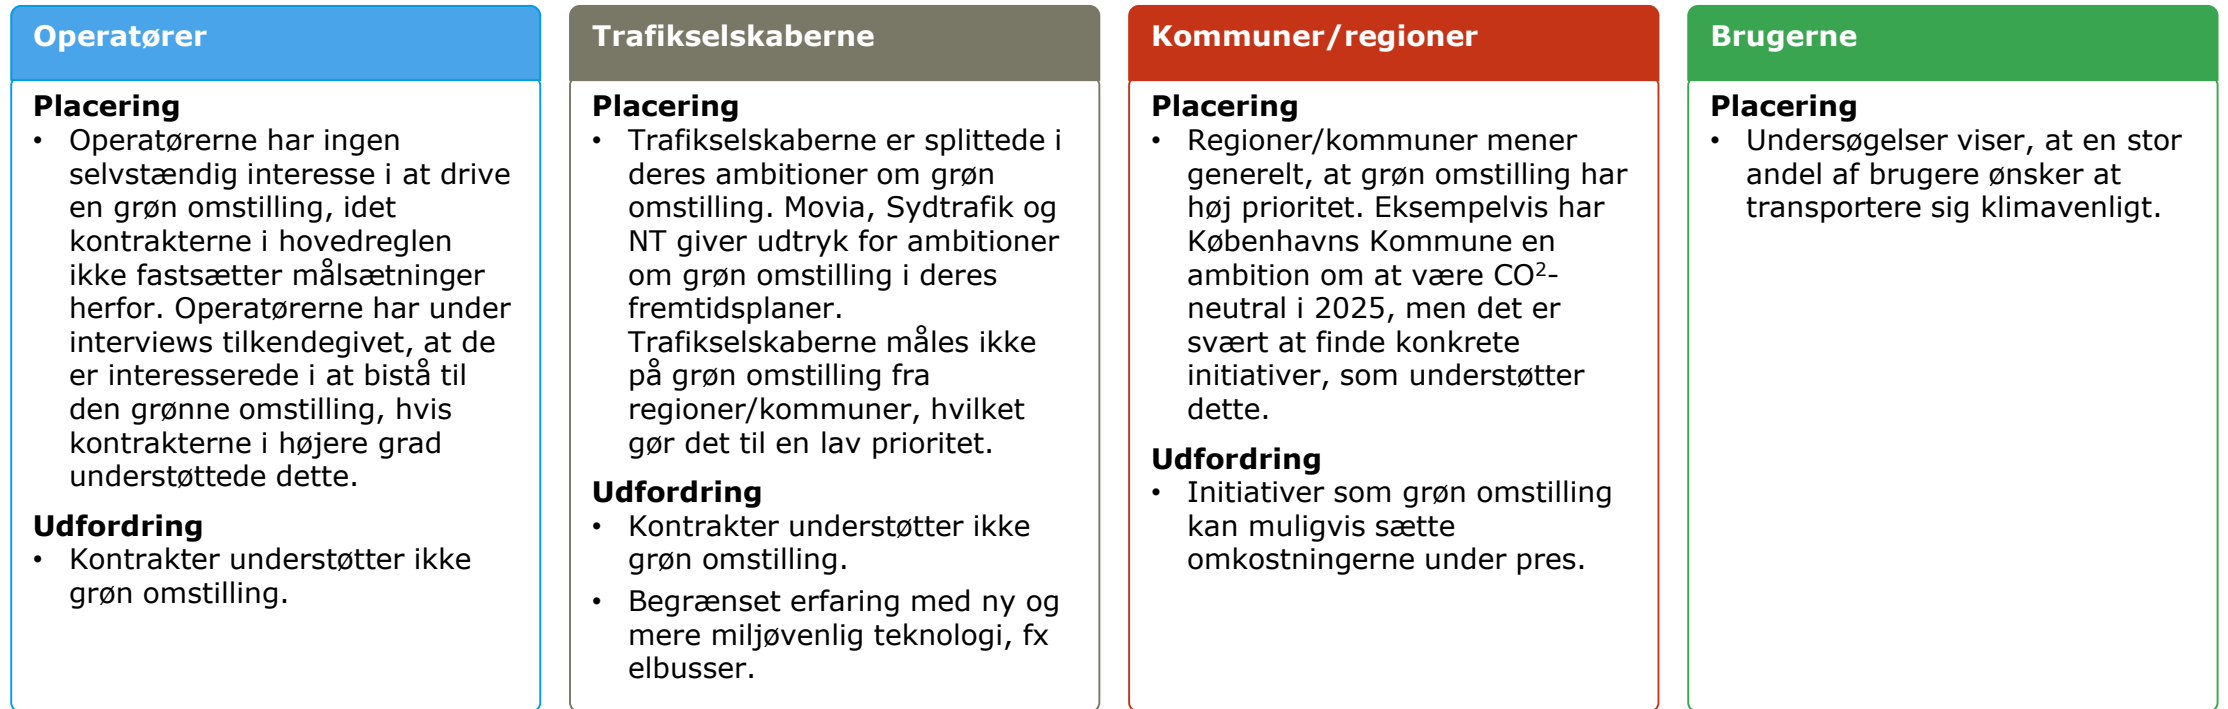 Operatører
Placering
• Operatørerne har ingen
selvstændig interesse i at drive
en grøn omstilling, idet
kontrakterne i hovedreglen
ikke fastsætter målsætninger
herfor. Operatørerne har under
interviews tilkendegivet, at de
er interesserede i at bistå til
den grønne omstilling, hvis
kontrakterne i højere grad
understøttede dette.
Udfordring
• Kontrakter understøtter ikke
grøn omstilling.
Trafikselskaberne
Placering
• Trafikselskaberne er splittede i
deres ambitioner om grøn
omstilling. Movia, Sydtrafik og
NT giver udtryk for ambitioner
om grøn omstilling i deres
fremtidsplaner.
Trafikselskaberne måles ikke
på grøn omstilling fra
regioner/kommuner, hvilket
gør det til en lav prioritet.
Udfordring
• Kontrakter understøtter ikke
grøn omstilling.
• Begrænset erfaring med ny og
mere miljøvenlig teknologi, fx
elbusser.
Kommuner/regioner
Placering
• Regioner/kommuner mener
generelt, at grøn omstilling har
høj prioritet. Eksempelvis har
Københavns Kommune en
ambition om at være CO²-
neutral i 2025, men det er
svært at finde konkrete
initiativer, som understøtter
dette.
Udfordring
• Initiativer som grøn omstilling
kan muligvis sætte
omkostningerne under pres.
Brugerne
Placering
• Undersøgelser viser, at en stor
andel af brugere ønsker at
transportere sig klimavenligt.